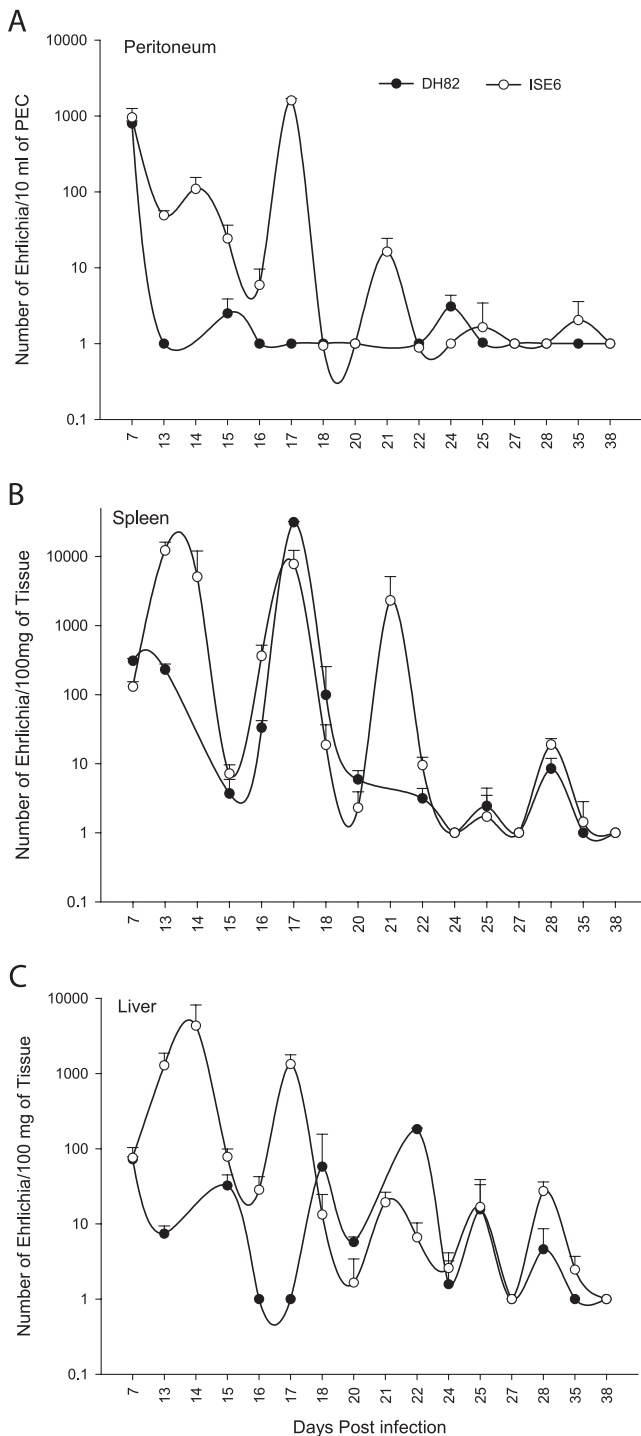 A
Peritoneum
DH82
ISE6
Number of Ehrlichia/10 ml of PEC
10000
1000
100
10
1
0.1
7 13 14 15 16 17 18 20 21 22 24 25 27 28 35 38
B
Spleen
Number of Ehrlichia/100mg of Tissue
10000
1000
100
10
1
0.1
7 13 14 15 16 17 18 20 21 22 24 25 27 28 35 38
C
Liver
Number of Ehrlichia/100 mg of Tissue
10000
1000
100
10
1
0.1
7 13 14 15 16 17 18 20 21 22 24 25 27 28 35 38
Days Post infection